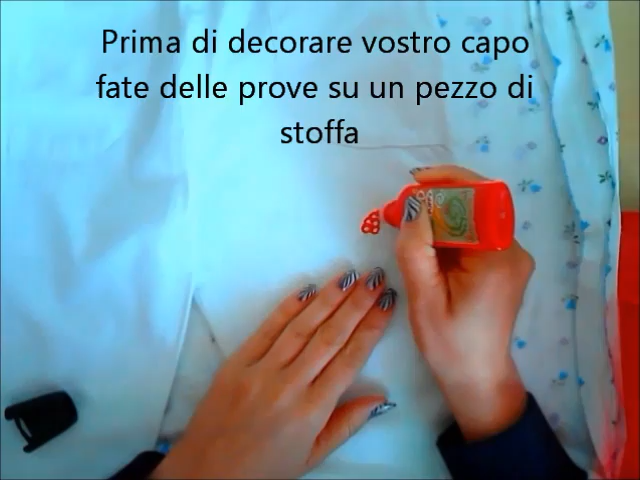 Prima di decorare vostro capo
fate delle prove su un pezzo di
stoffa